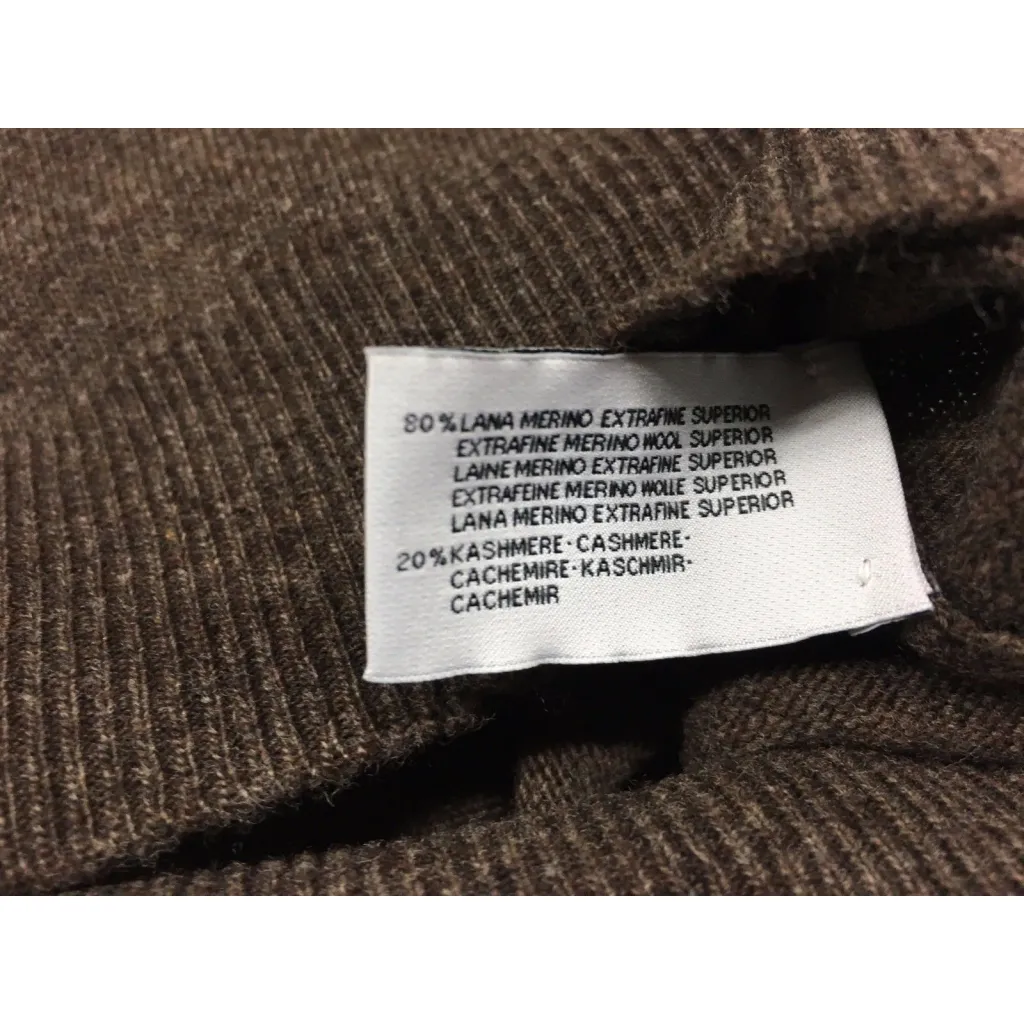 80% LANA MERINO EXTRAFINE SUPERIOR
EXTRAFINE MERINO WOOL SUPERIOR
LAINE MERINO EXTRAFINE SUPERIOR
EXTRAFEINE MERINO WOLLE SUPERIOR
LANA MERINO EXTRAFINE SUPERIOR
20% KASHMERE·CASHMERE·
CACHEMIRE·KASCHMIR·
CACHEMIR